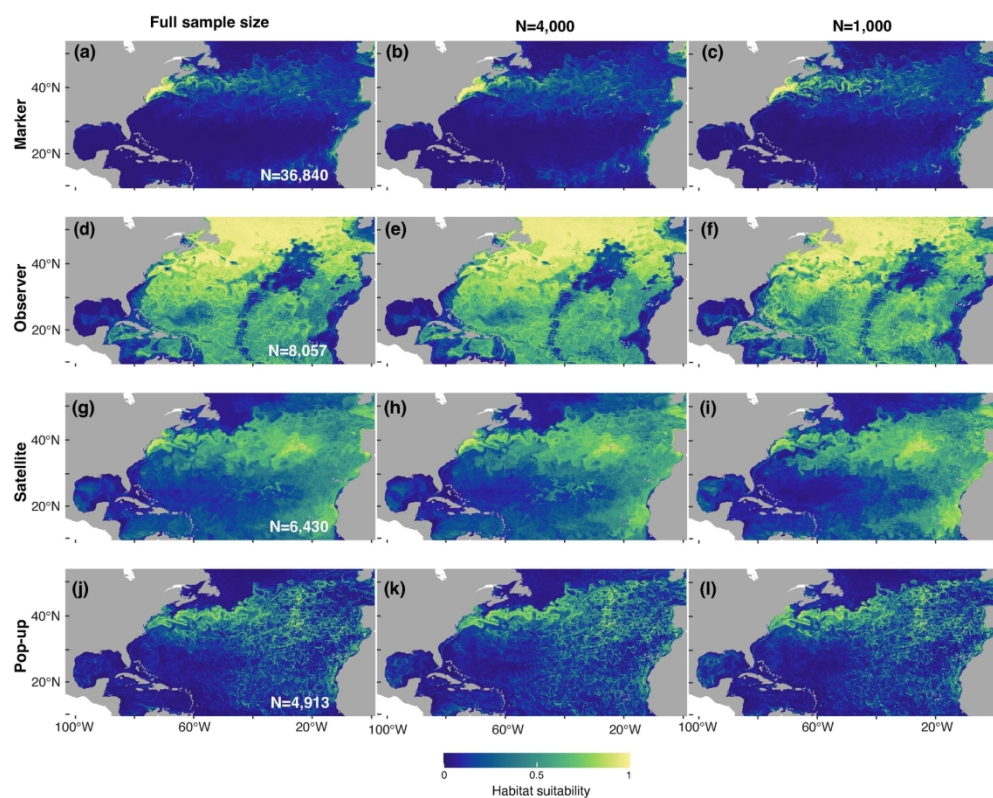 Full sample size N=4,000 N=1,000
(a) (b) (c)
Marker
40°N
20°N
N=36,840
(d) (e) (f)
Observer
40°N
20°N
N=8,057
(g) (h) (i)
Satellite
40°N
20°N
N=6,430
(j) (k) (l)
Pop-up
40°N
20°N
N=4,913
100°W 60°W 20°W 100°W 60°W 20°W 100°W 60°W 20°W
0 0.5 1
Habitat suitability